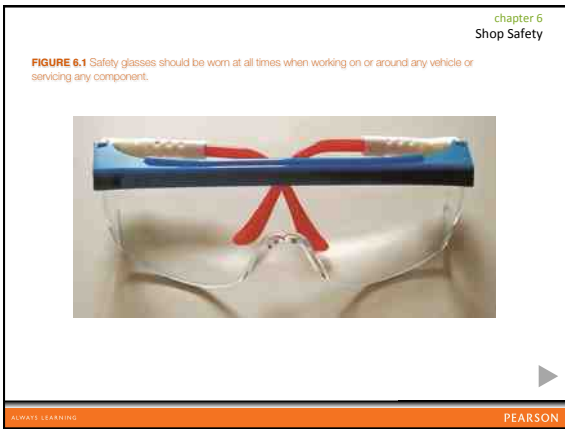 chapter 6
Shop Safety
FIGURE 6.1 Safety glasses should be worn at all times when working on or around any vehicle or
servicing any component.
ALWAYS LEARNING
PEARSON